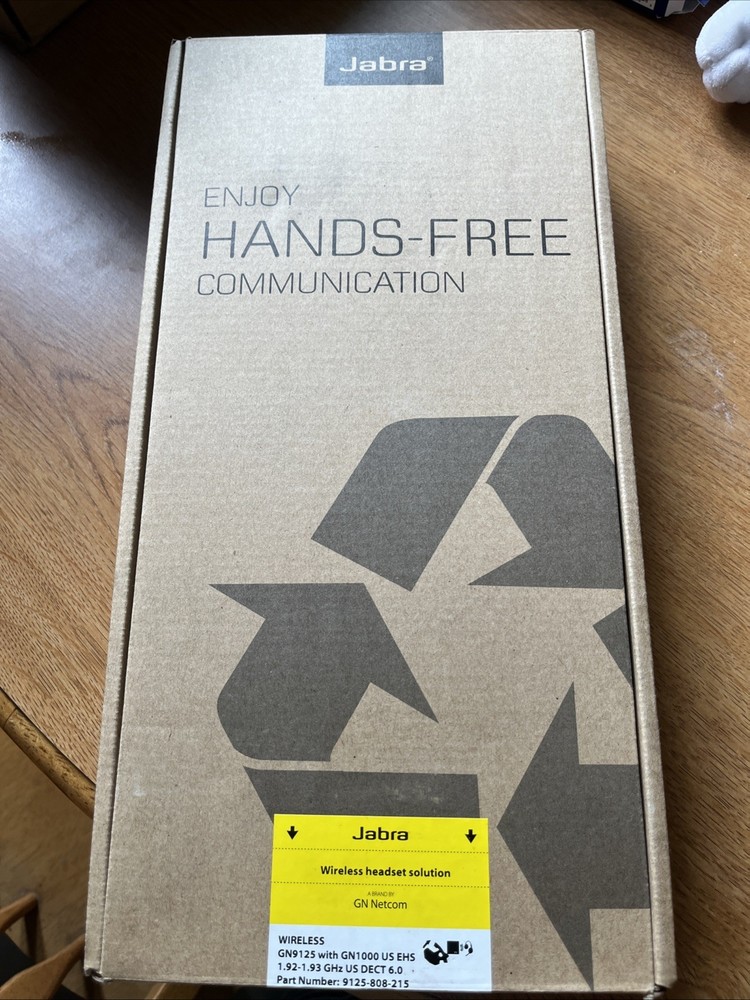 Jabra®
ENJOY
HANDS-FREE
COMMUNICATION
Jabra
Wireless headset solution
A BRAND BY
GN Netcom
WIRELESS
GN9125 with GN1000 US EHS
1.92-1.93 GHz US DECT 6.0
Part Number: 9125-808-215